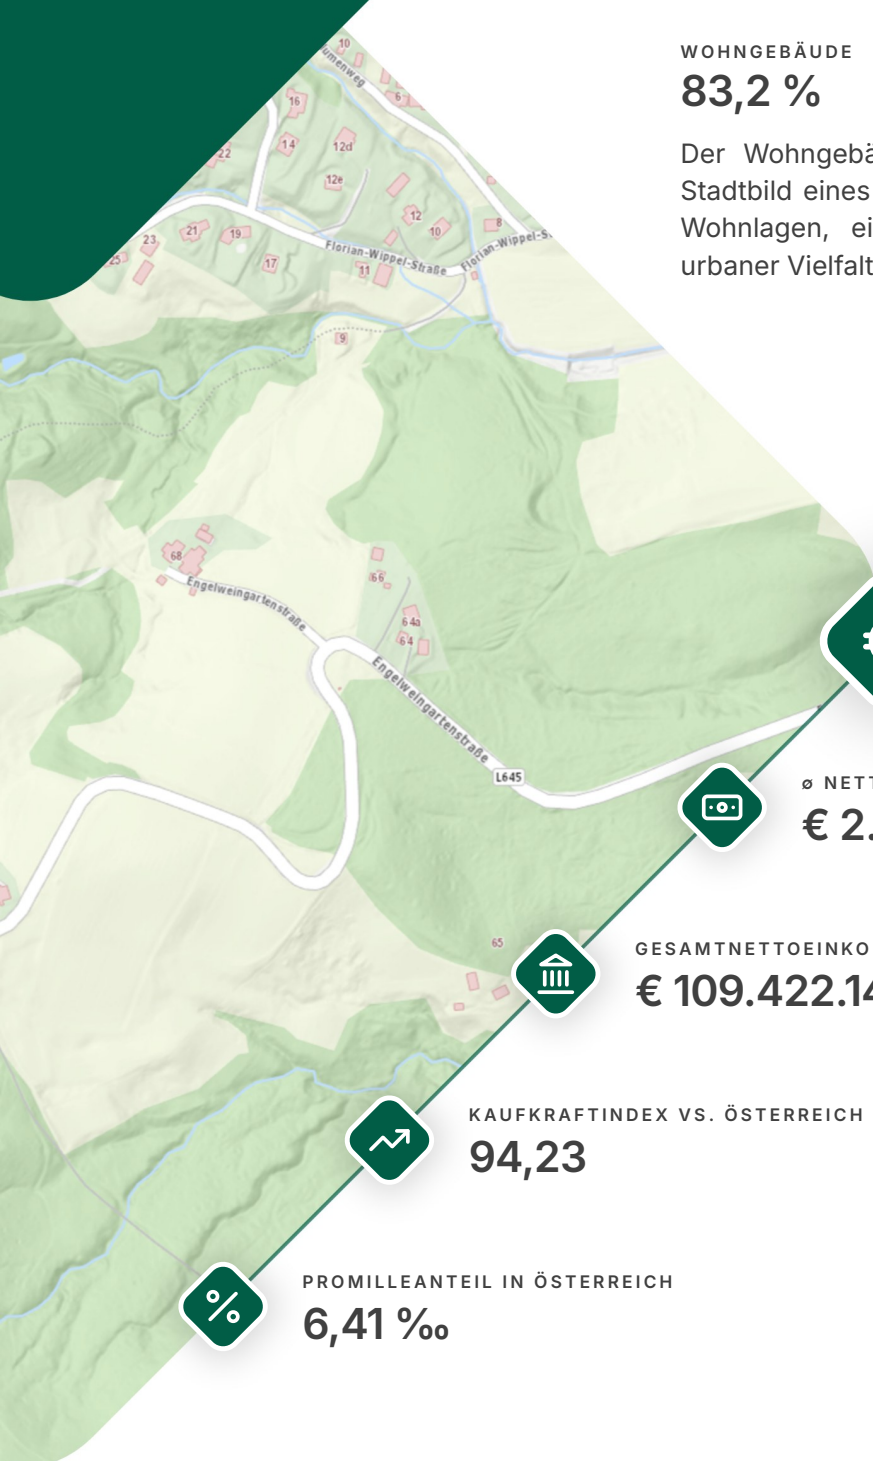 WOHNGEBÄUDE
83,2 %
Der Wohngebä
Stadtbild eines
Wohnlagen, ei
urbaner Vielfalt
10
umenweg
6
16
14
12d
22
12e
12
8
10
21
19
23
Florian-Wippel-Straße
Florian-Wippel-S
25
17
11
9
68
66
Engelweingartenstraße
64a
64
Engelweingartenstraße
L645
ø NETT
€ 2.
65
GESAMTNETTOEINKO
€ 109.422.14
KAUFKRAFTINDEX VS. ÖSTERREICH
94,23
PROMILLEANTEIL IN ÖSTERREICH
6,41 ‰